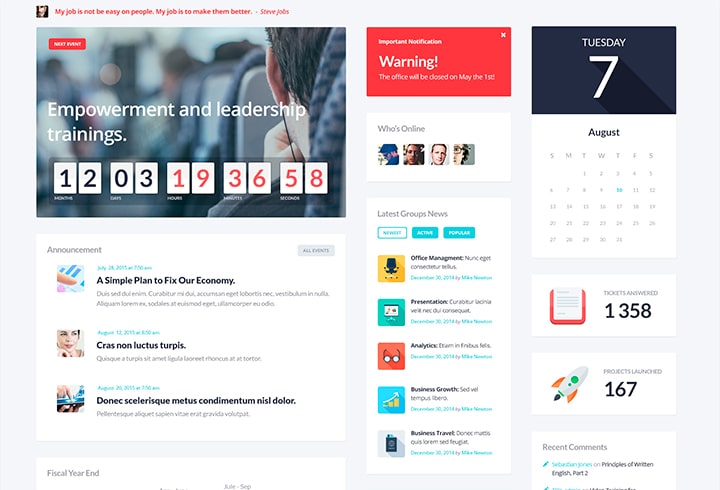 My job is not be easy on people. My job is to make them better. - Steve Jobs
NEXT EVENT
Empowerment and leadership
trainings.
12 03 19 36 58
MONTHS DAYS HOURS MINUTES SECONDS
Announcement
ALL EVENTS
July, 28, 2015 at 7:50 am
A Simple Plan to Fix Our Economy.
Duis sed dui enim. Curabitur mi dui, accumsan eget lobortis nec, vestibulum in nulla.
Aliquam lorem ex, sodales at euismod eget, ullamcorper eu odio.
August, 12, 2015 at 8:50 am
Cras non luctus turpis.
Quisque a turpis sit amet ligula laoreet rhoncus at at tortor.
August, 20, 2015 at 7:50 am
Donec scelerisque metus condimentum nisl dolor.
Pellentesque aliquet sapien vitae erat gravida volutpat.
Fiscal Year End
Jule - Sep
Important Notification
Warning!
The office will be closed on May the 1st!
Who's Online
Latest Groups News
NEWEST ACTIVE POPULAR
Office Managment: Nunc eget
consectetur tellus.
December 30, 2014 by Mike Newton
Presentation: Curabitur lacinia
velit nec dui consequat.
December 30, 2014 by Mike Newton
Analytics: Etiam in finibus felis.
December 30, 2014 by Mike Newton
Business Growth: Sed vel
tempus libero.
December 30, 2014 by Mike Newton
Business Travel: Donec mattis
quis lorem sed feugiat.
December 30, 2014 by Mike Newton
TUESDAY
7
August
S M T W T F S
1 2 3 4 5
6 7 8 9 10 11 12
13 14 15 16 17 18 19
20 21 22 23 24 25 26
27 28 29 30 31
TICKETS ANSWERED
1 358
PROJECTS LAUNCHED
167
Recent Comments
SebastianJones on Principles of Written
English, Part 2